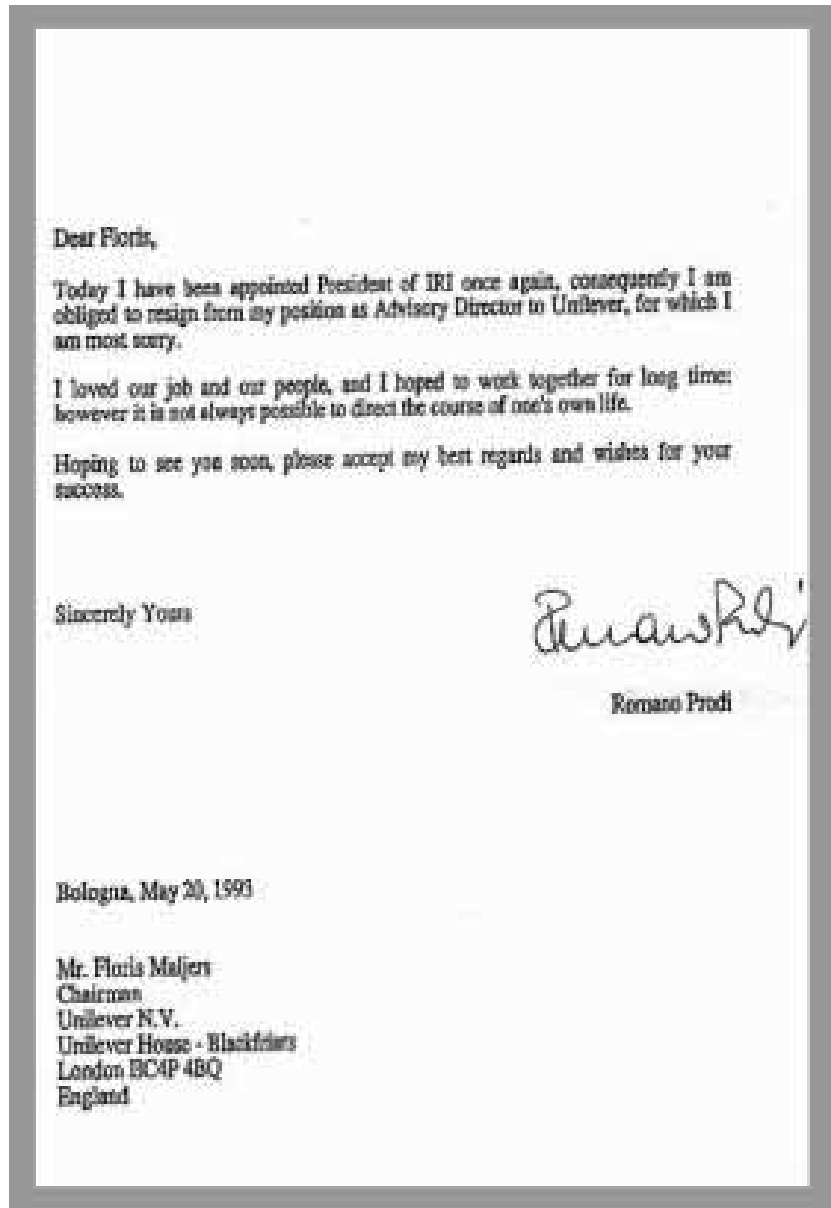 Dear Floris,
Today I have been appointed President of IRI once again, consequently I am
obliged to resign from my position as Advisory Director to Unilever, for which I
am most sorry.
I loved our job and our people, and I hoped to work together for long time:
however it is not always possible to direct the course of one's own life.
Hoping to see you soon, please accept my best regards and wishes for your
success.
Sincerely Yours
Romano Prodi
Romano Prodi
Bologna, May 20, 1993
Mr. Floris Maljers
Chairman
Unilever N.V.
Unilever House - Blackfriars
London EC4P 4BQ
England